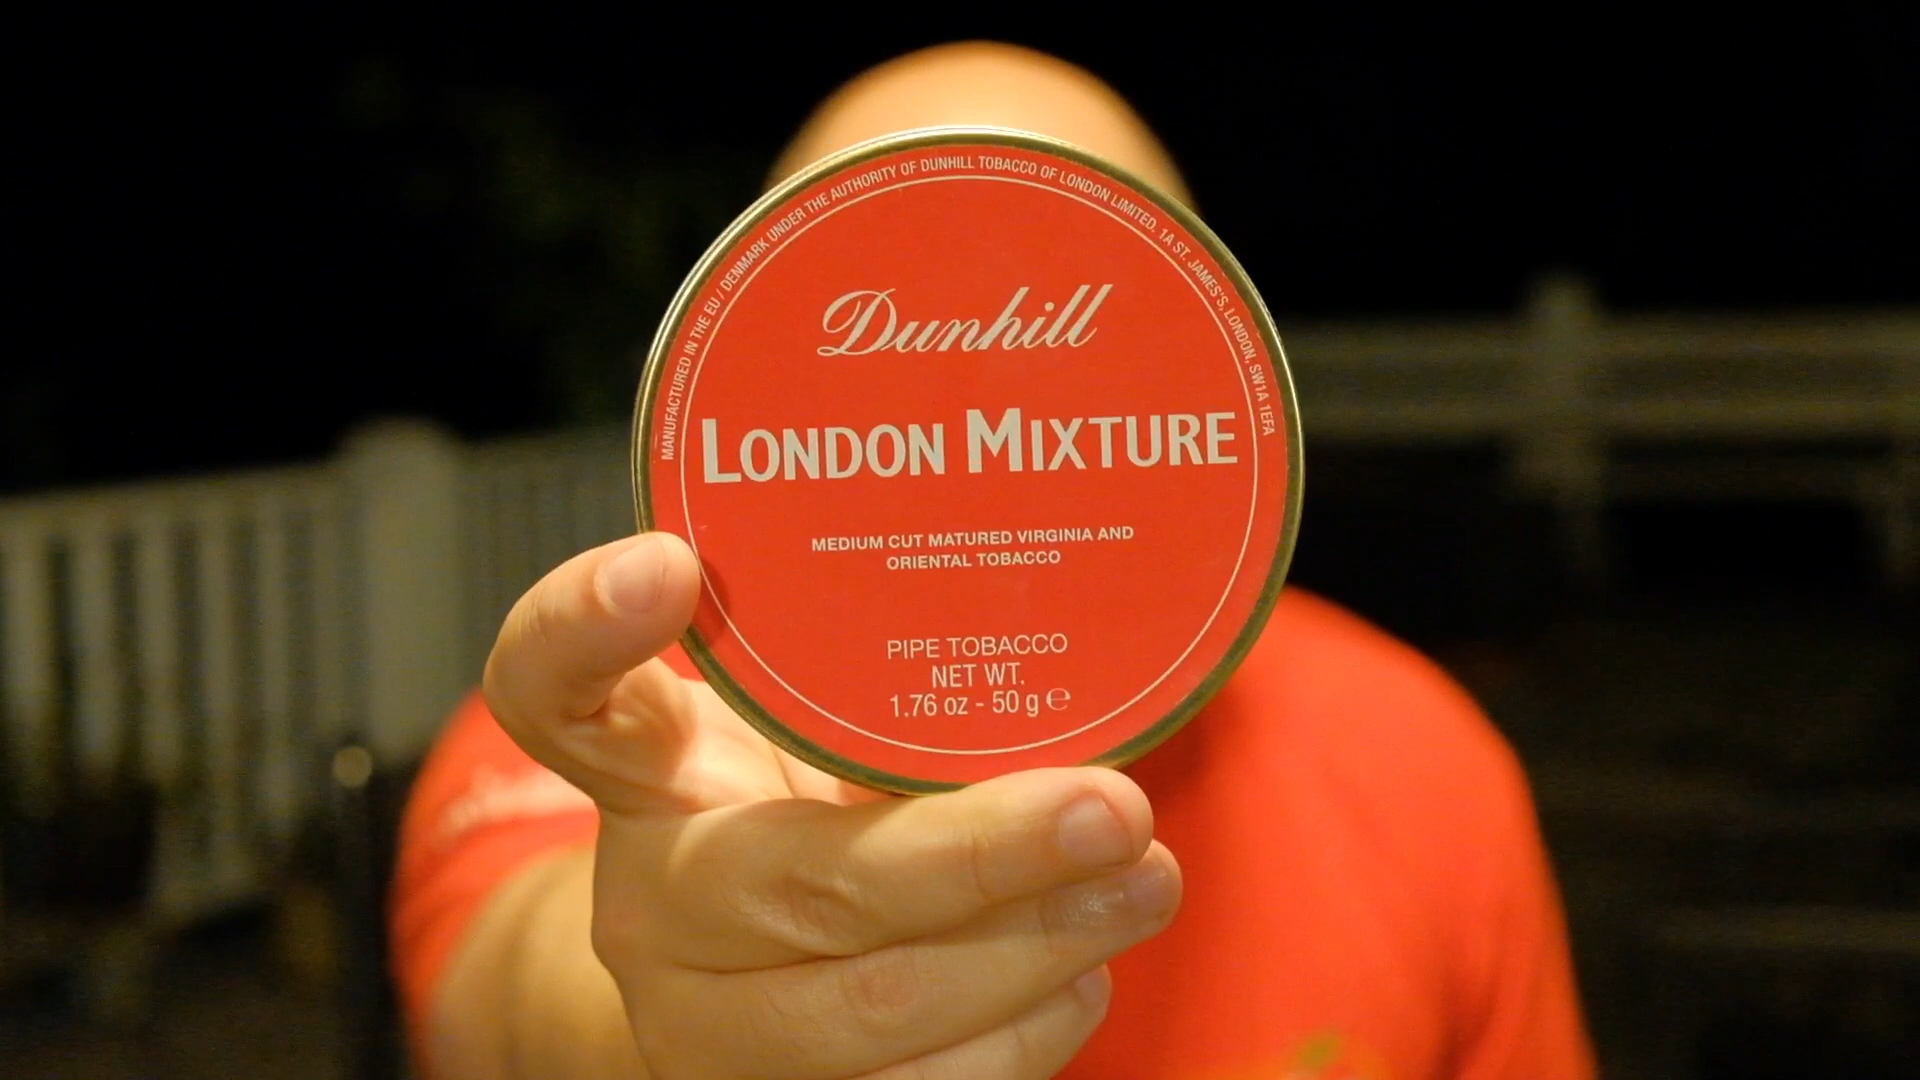 MANUFACTURED IN THE EU / DENMARK UNDER THE AUTHORITY OF DUNHILL TOBACCO OF LONDON LIMITED. 1A ST. JAMES'S, LONDON, SW1A 1EFA
Dunhill
LONDON MIXTURE
MEDIUM CUT MATURED VIRGINIA AND
ORIENTAL TOBACCO
PIPE TOBACCO
NET WT.
1.76 oz - 50 g ℮